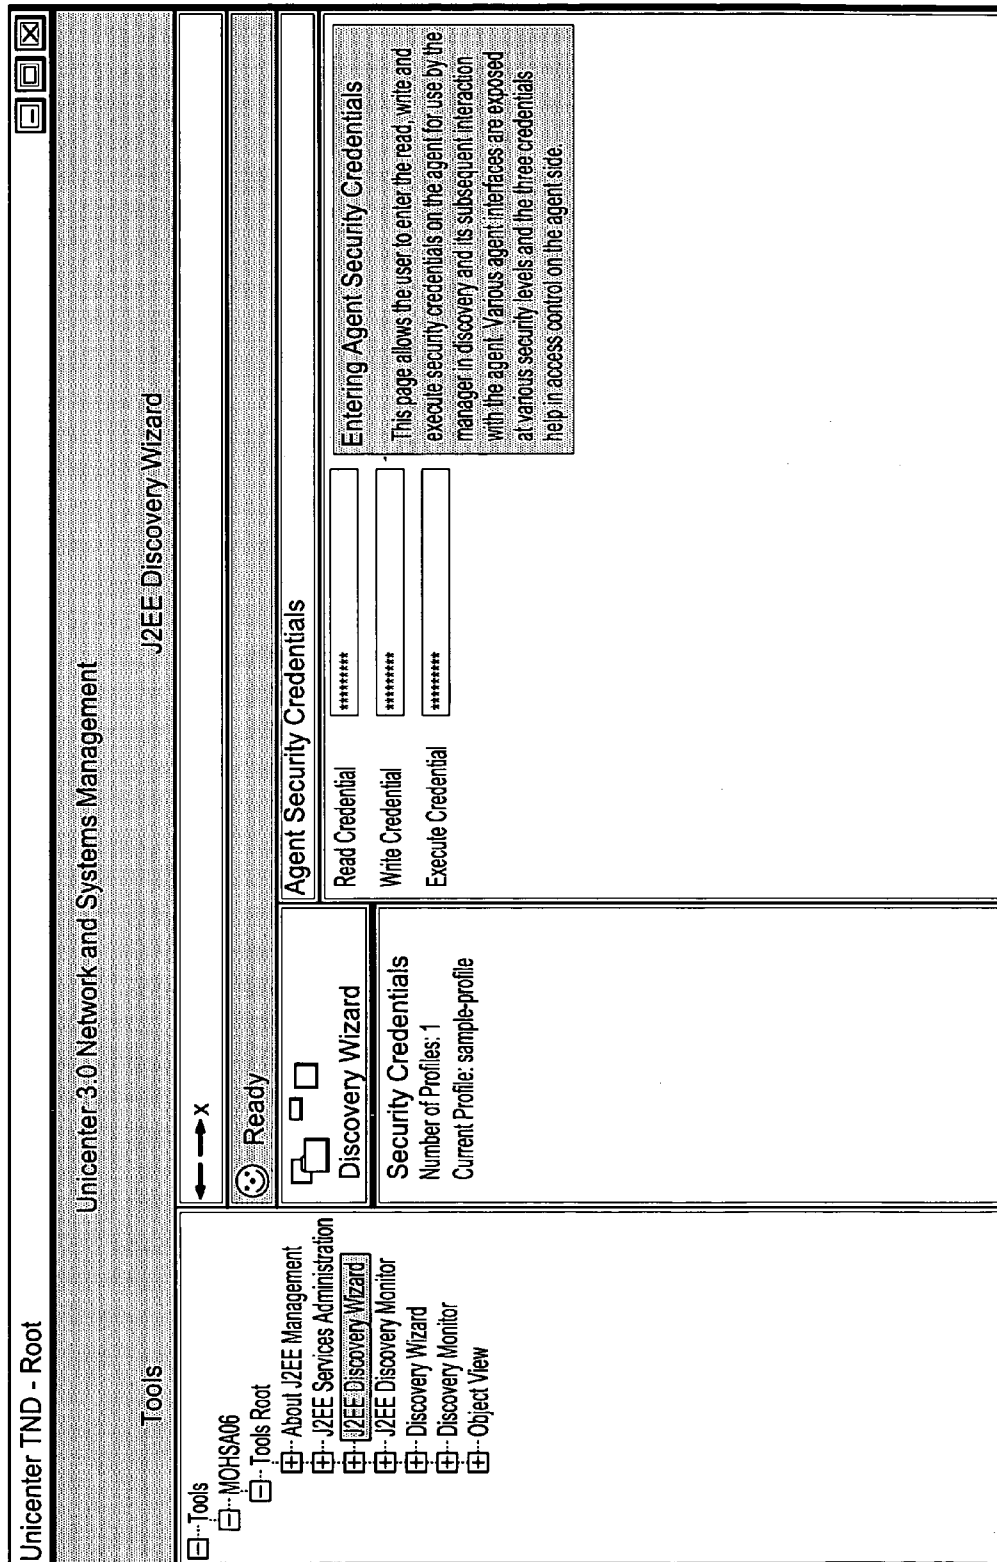 Unicenter TND - Root
Unicenter 3.0 Network and Systems Management
Tools
J2EE Discovery Wizard
Tools
MOHSA06
Tools Root
About J2EE Management
J2EE Services Administration
J2EE Discovery Wizard
J2EE Discovery Monitor
Discovery Wizard
Discovery Monitor
Object View
X
Ready
Discovery Wizard
Security Credentials
Number of Profiles: 1
Current Profile: sample-profile
Agent Security Credentials
Read Credential *********
Write Credential *********
Execute Credential *********
Entering Agent Security Credentials
This page allows the user to enter the read, write and
execute security credentials on the agent for use by the
manager in discovery and its subsequent interaction
with the agent. Various agent interfaces are exposed
at various security levels and the three credentials
help in access control on the agent side.